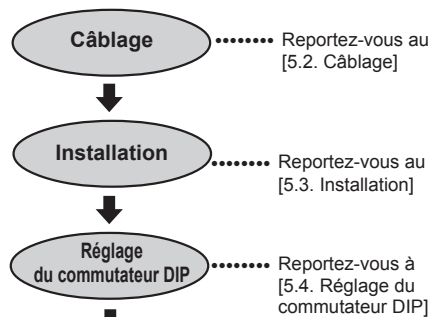 Câblage
Reportez-vous au
[5.2. Câblage]
Installation
Reportez-vous au
[5.3. Installation]
Réglage
du commutateur DIP
Reportez-vous à
[5.4. Réglage du
commutateur DIP]